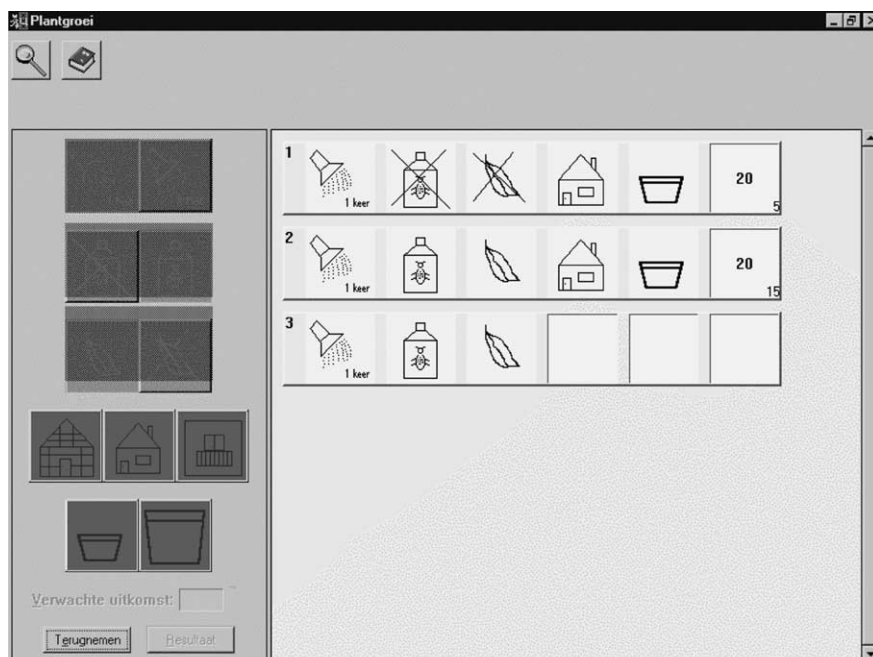 Plantgroei
1
1 keer
20
5
2
1 keer
20
15
3
1 keer
Verwachte uitkomst:
Terugnemen
Resultaat